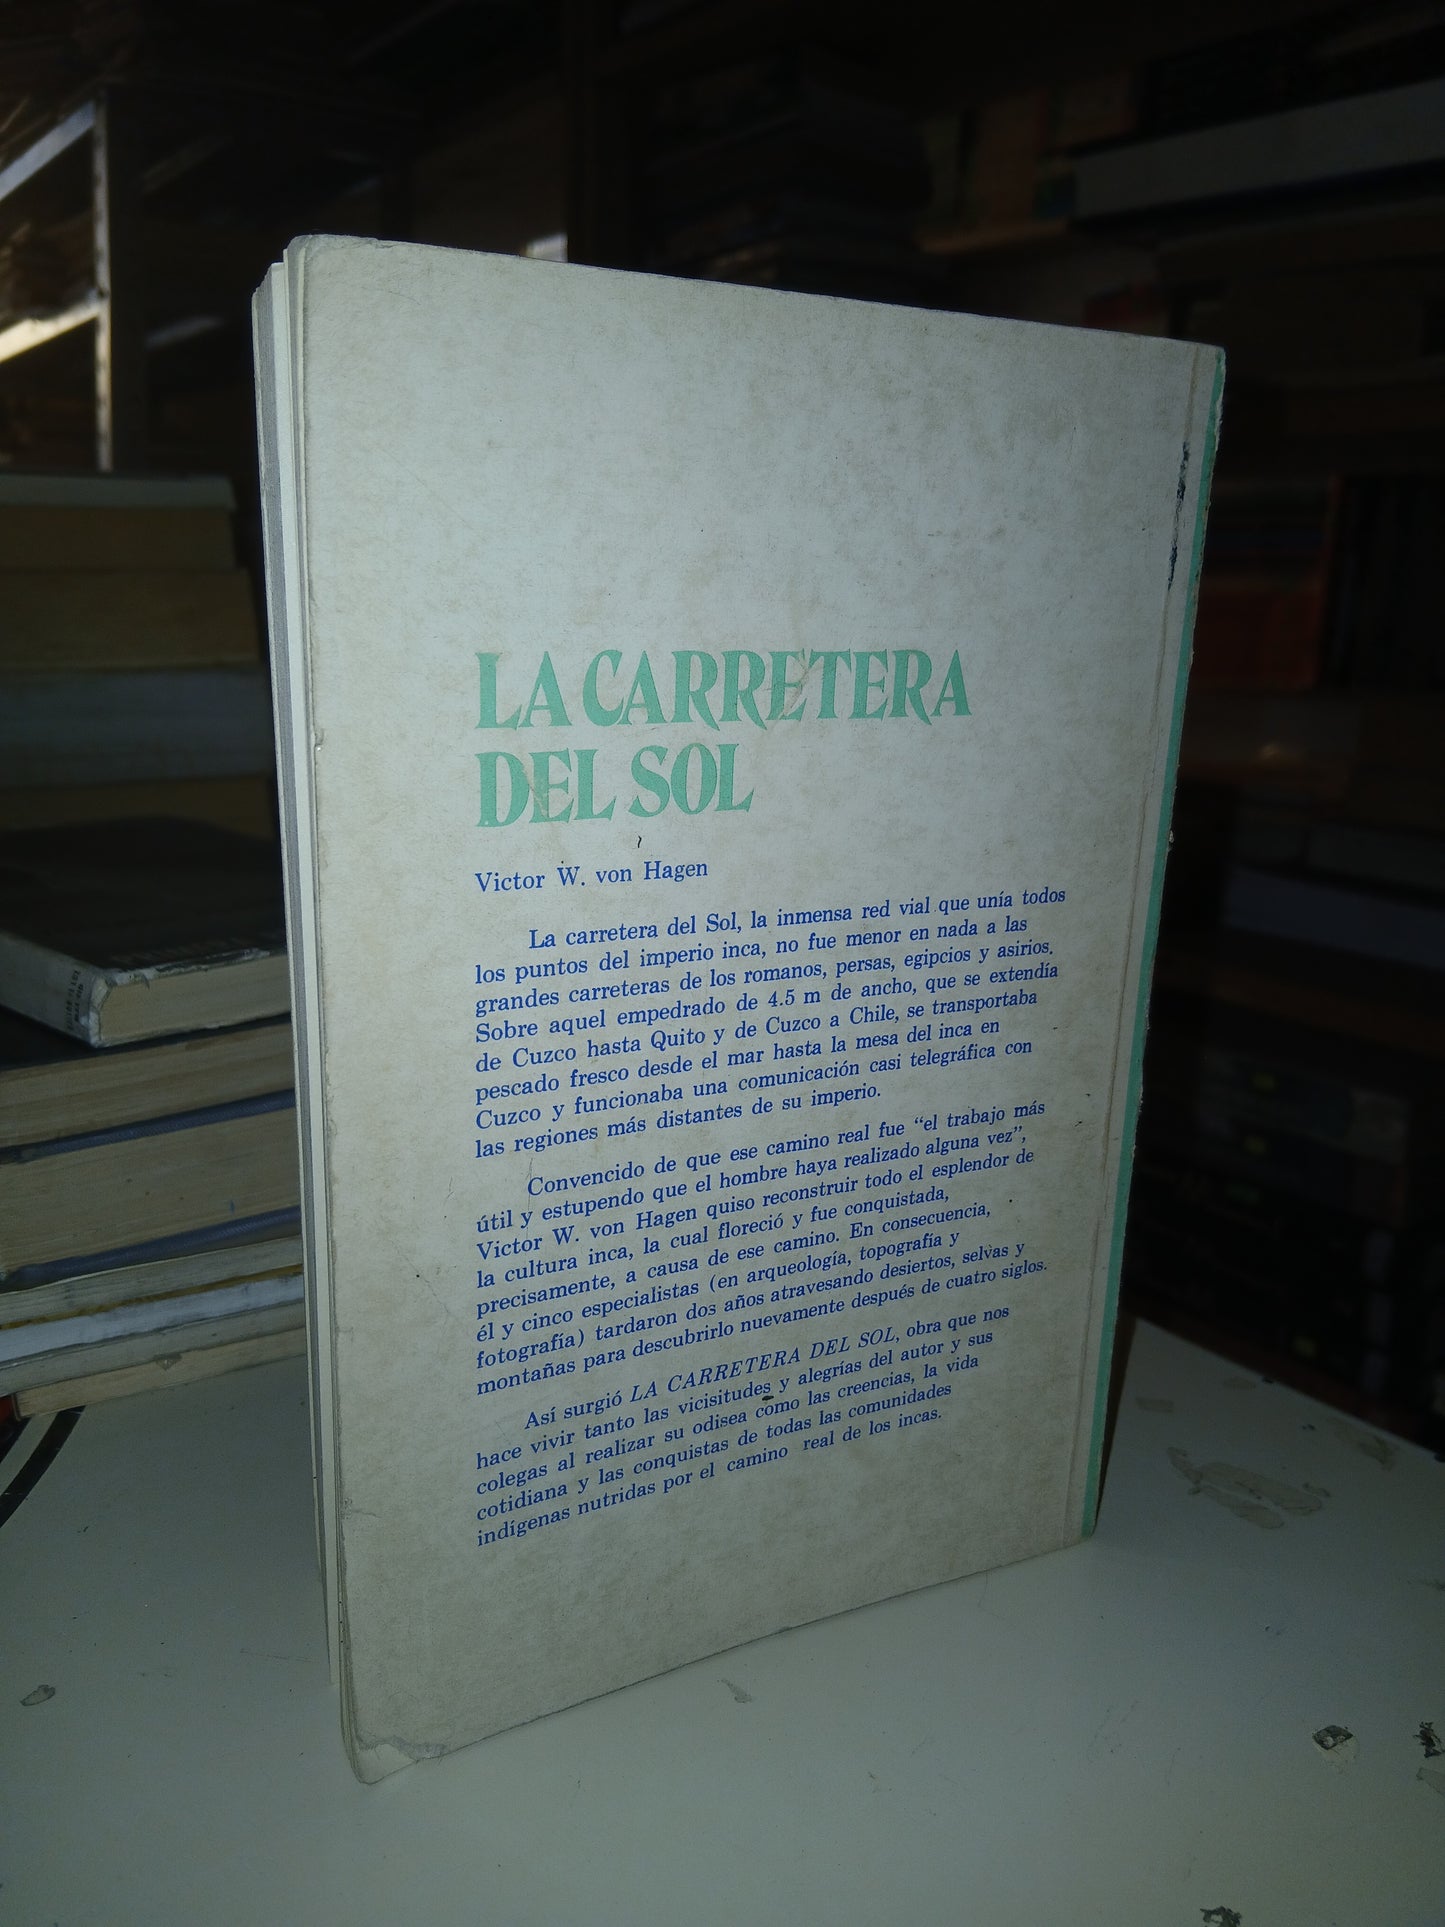 LA CARRETERA
DEL SOL
Victor W. von Hagen
La carretera del Sol, la inmensa red vial que unía todos
los puntos del imperio inca, no fue menor en nada a las
grandes carreteras de los romanos, persas, egipcios y asirios.
Sobre aquel empedrado de 4.5 m de ancho, que se extendía
de Cuzco hasta Quito y de Cuzco a Chile, se transportaba
pescado fresco desde el mar hasta la mesa del inca en
Cuzco y funcionaba una comunicación casi telegráfica con
las regiones más distantes de su imperio.
Convencido de que ese camino real fue “el trabajo más
útil y estupendo que el hombre haya realizado alguna vez”,
Victor W. von Hagen quiso reconstruir todo el esplendor de
la cultura inca, la cual floreció y fue conquistada,
precisamente, a causa de ese camino. En consecuencia,
él y cinco especialistas (en arqueología, topografía y
fotografía) tardaron dos años atravesando desiertos, selvas y
montañas para descubrirlo nuevamente después de cuatro siglos.
Así surgió LA CARRETERA DEL SOL, obra que nos
hace vivir tanto las vicisitudes y alegrías del autor y sus
colegas al realizar su odisea como las creencias, la vida
cotidiana y las conquistas de todas las comunidades
indígenas nutridas por el camino real de los incas.